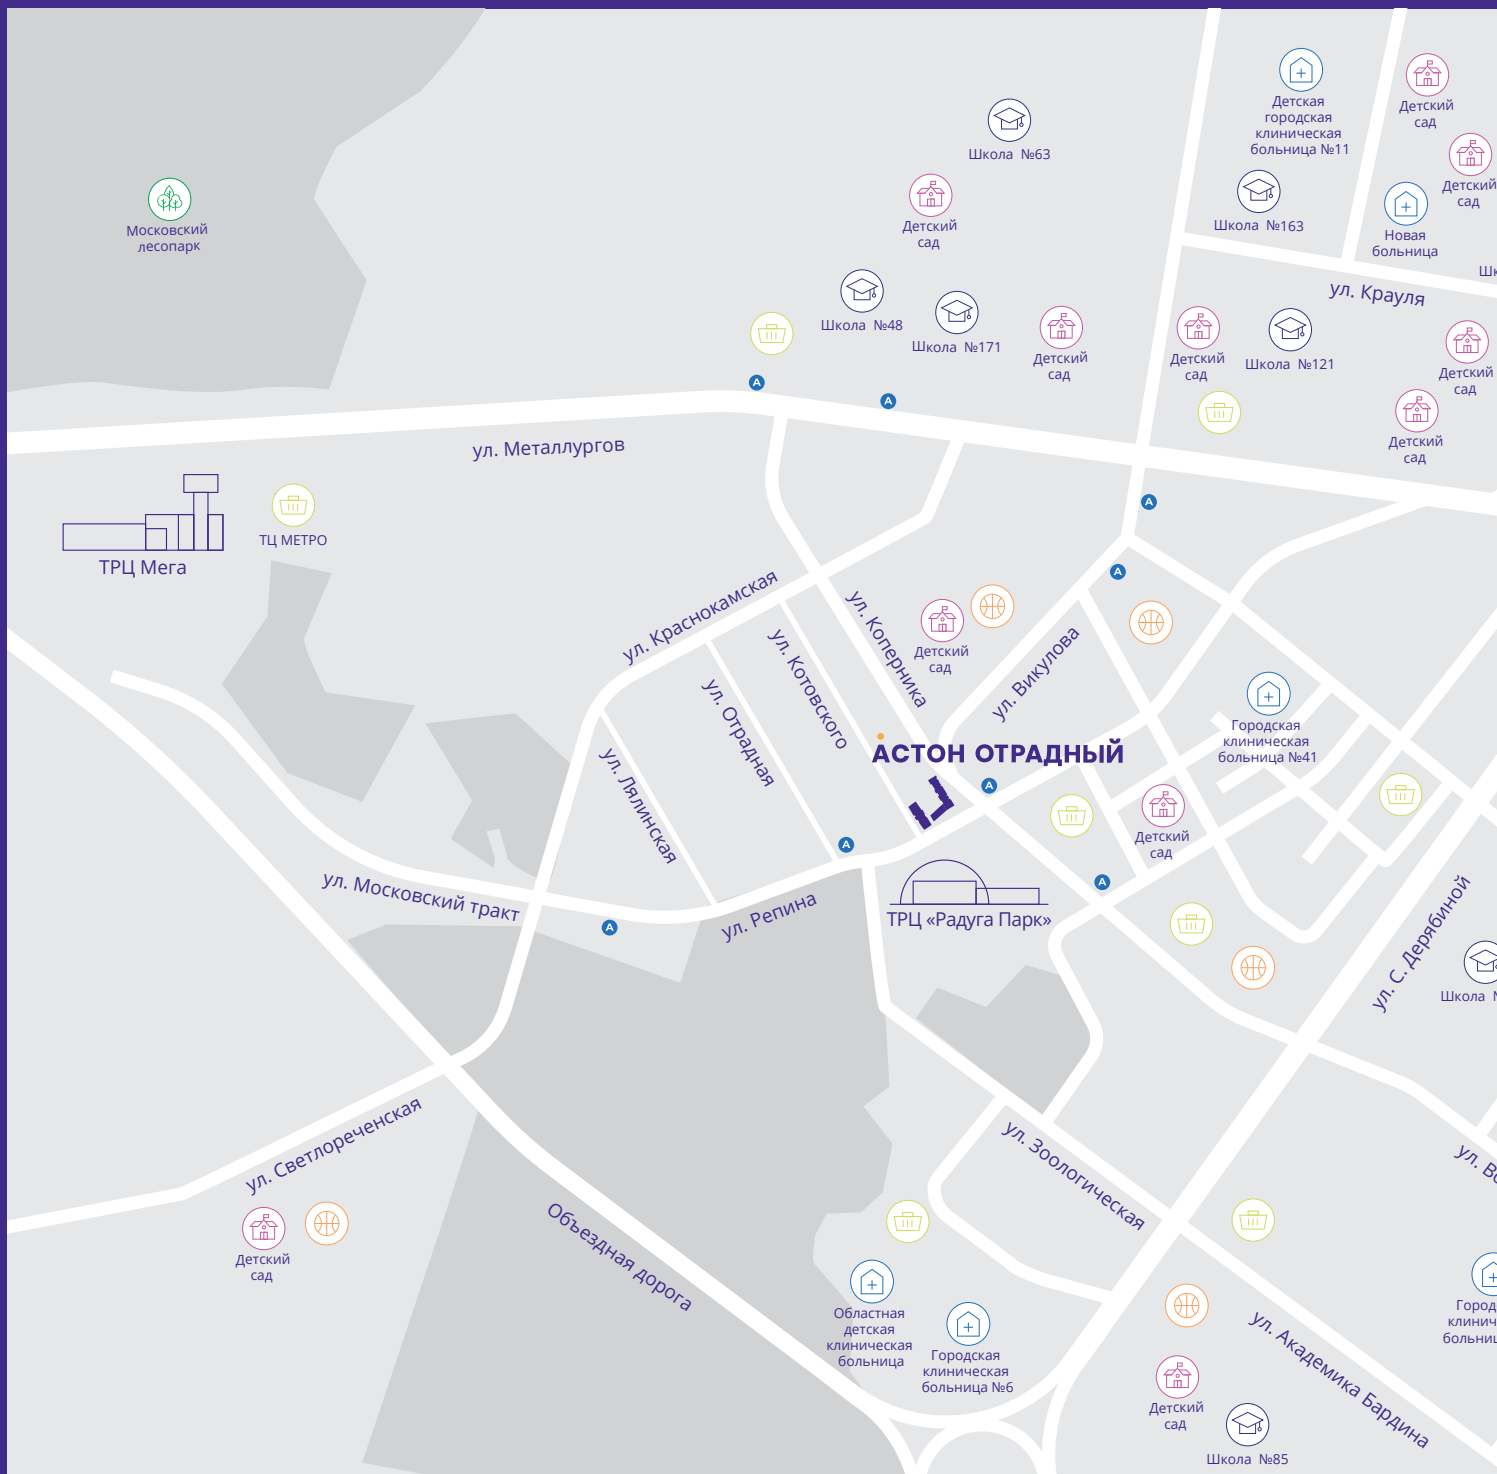 Детская
городская
клиническая
больница №11
Детский
сад
Школа №63
Детский
сад
Московский
лесопарк
Детский
сад
Школа №163
Новая
больница
ул. Крауля
Школа №48
Школа №171
Детский
сад
Детский
сад
Школа №121
Детский
сад
Детский
сад
А
А
ул. Металлургов
А
ТРЦ Мега
ТЦ МЕТРО
А
ул. Краснокамская
ул. Коперника
Детский
сад
ул. Викулова
ул. Котовского
ул. Отрадная
ул. Лялинская
Городская
клиническая
больница №41
АСТОН ОТРАДНЫЙ
А
Детский
сад
А
ул. Московский тракт
А
ул. Репина
А
ТРЦ «Радуга Парк»
ул. С. Дерябиной
Школа
ул. Светлореченская
ул. Зоологическая
ул.
Детский
сад
Объездная дорога
Областная
детская
клиническая
больница
Городская
клиническая
больница №6
ул. Академика Бардина
Детский
сад
Школа №85